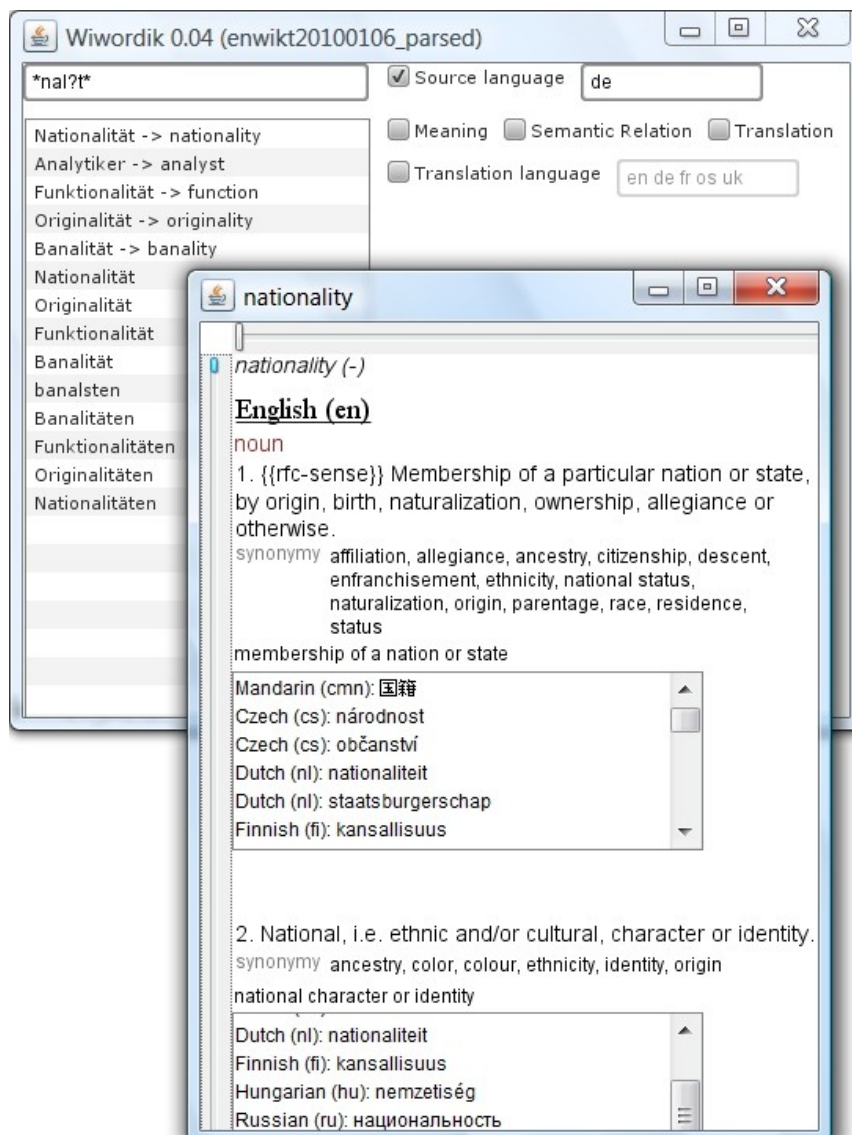 Wiwordik 0.04 (enwikt20100106_parsed)
*nal?t*
Source language
de
Meaning
Semantic Relation
Translation
Translation language
en de fr os uk
Nationalität -> nationality
Analytiker -> analyst
Funktionalität -> function
Originalität -> originality
Banalität -> banality
Nationalität
Originalität
Funktionalität
Banalität
banalsten
Banalitäten
Funktionalitäten
Originalitäten
Nationalitäten
nationality
nationality (-)
English (en)
noun
1. {{rfc-sense}} Membership of a particular nation or state,
by origin, birth, naturalization, ownership, allegiance or
otherwise.
synonymy affiliation, allegiance, ancestry, citizenship, descent,
enfranchisement, ethnicity, national status,
naturalization, origin, parentage, race, residence,
status
membership of a nation or state
Mandarin (cmn): 国籍
Czech (cs): národnost
Czech (cs): občanství
Dutch (nl): nationaliteit
Dutch (nl): staatsburgerschap
Finnish (fi): kansallisuus
2. National, i.e. ethnic and/or cultural, character or identity.
synonymy ancestry, color, colour, ethnicity, identity, origin
national character or identity
Dutch (nl): nationaliteit
Finnish (fi): kansallisuus
Hungarian (hu): nemzetiség
Russian (ru): национальность